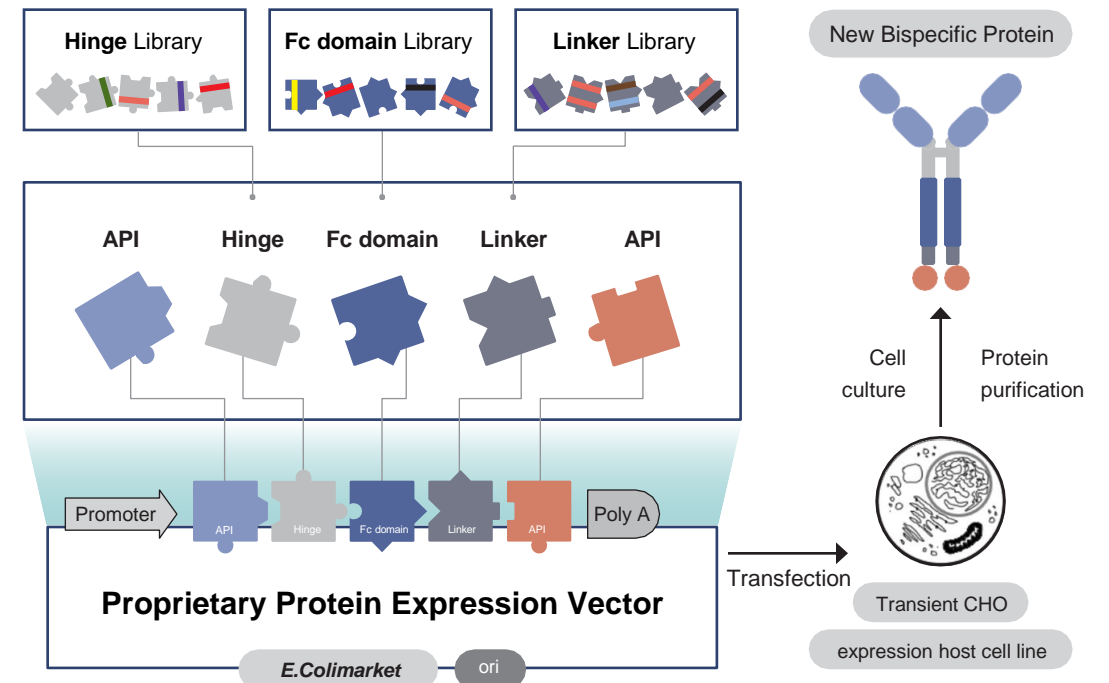 Hinge Library
Fc domain Library
Linker Library
New Bispecific Protein
API
Hinge
Fc domain
Linker
API
Cell
culture
Protein
purification
Promoter
API
Hinge
Fc domain
Linker
API
Poly A
Transfection
Proprietary Protein Expression Vector
Transient CHO
expression host cell line
E.Colimarket
ori